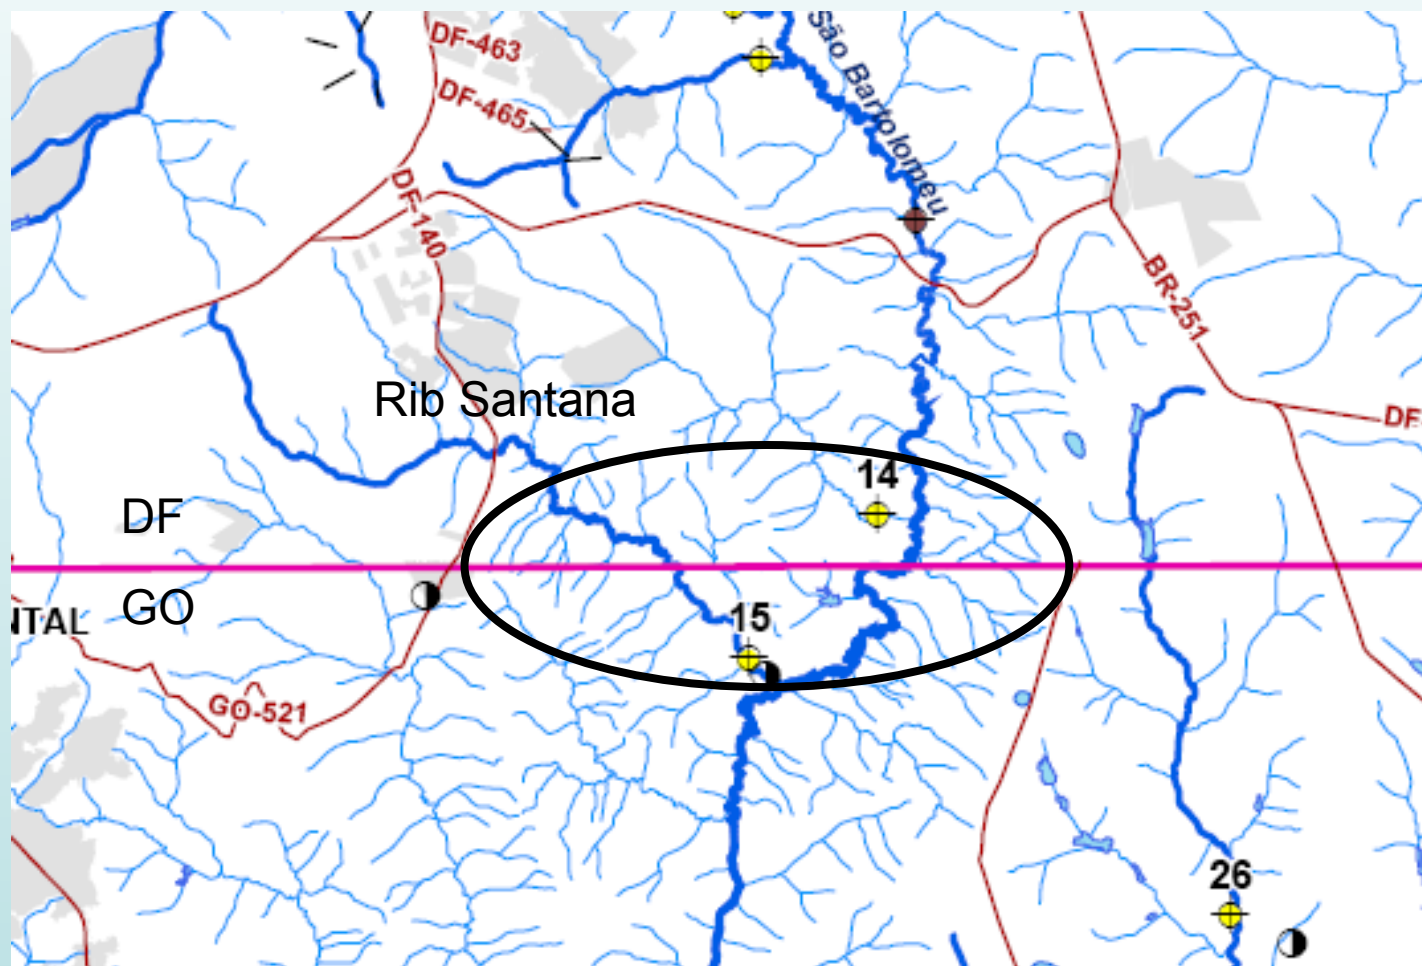 DF-463
São Bartolomeu
DF-465
DF-140
BR-251
Rib Santana
DF
14
DF
GO
NTAL
15
GO-521
26